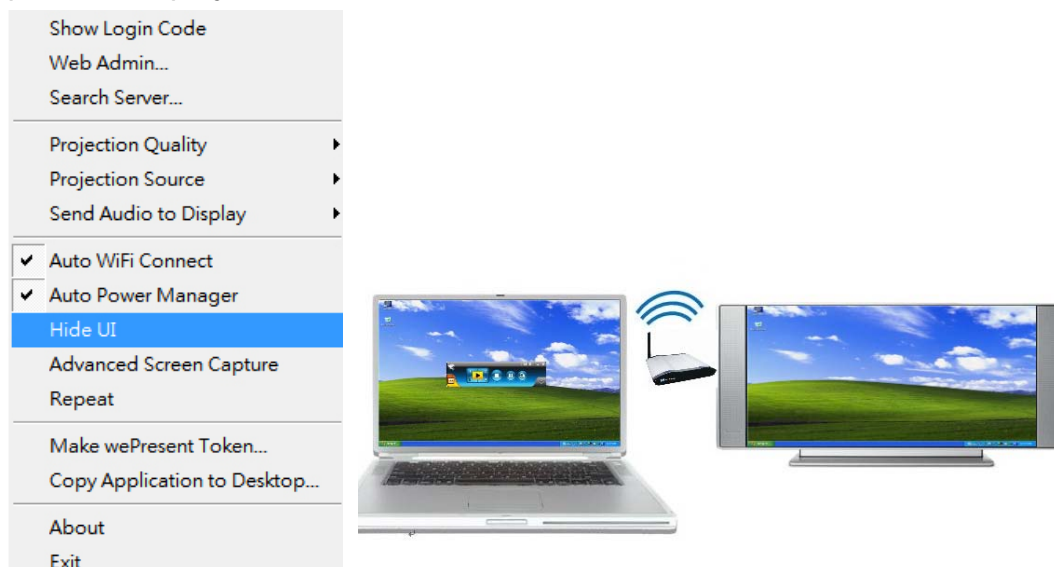 Show Login Code
Web Admin...
Search Server...
Projection Quality
Projection Source
Send Audio to Display
Auto WiFi Connect
Auto Power Manager
Hide UI
Advanced Screen Capture
Repeat
Make wePresent Token...
Copy Application to Desktop...
About
Exit